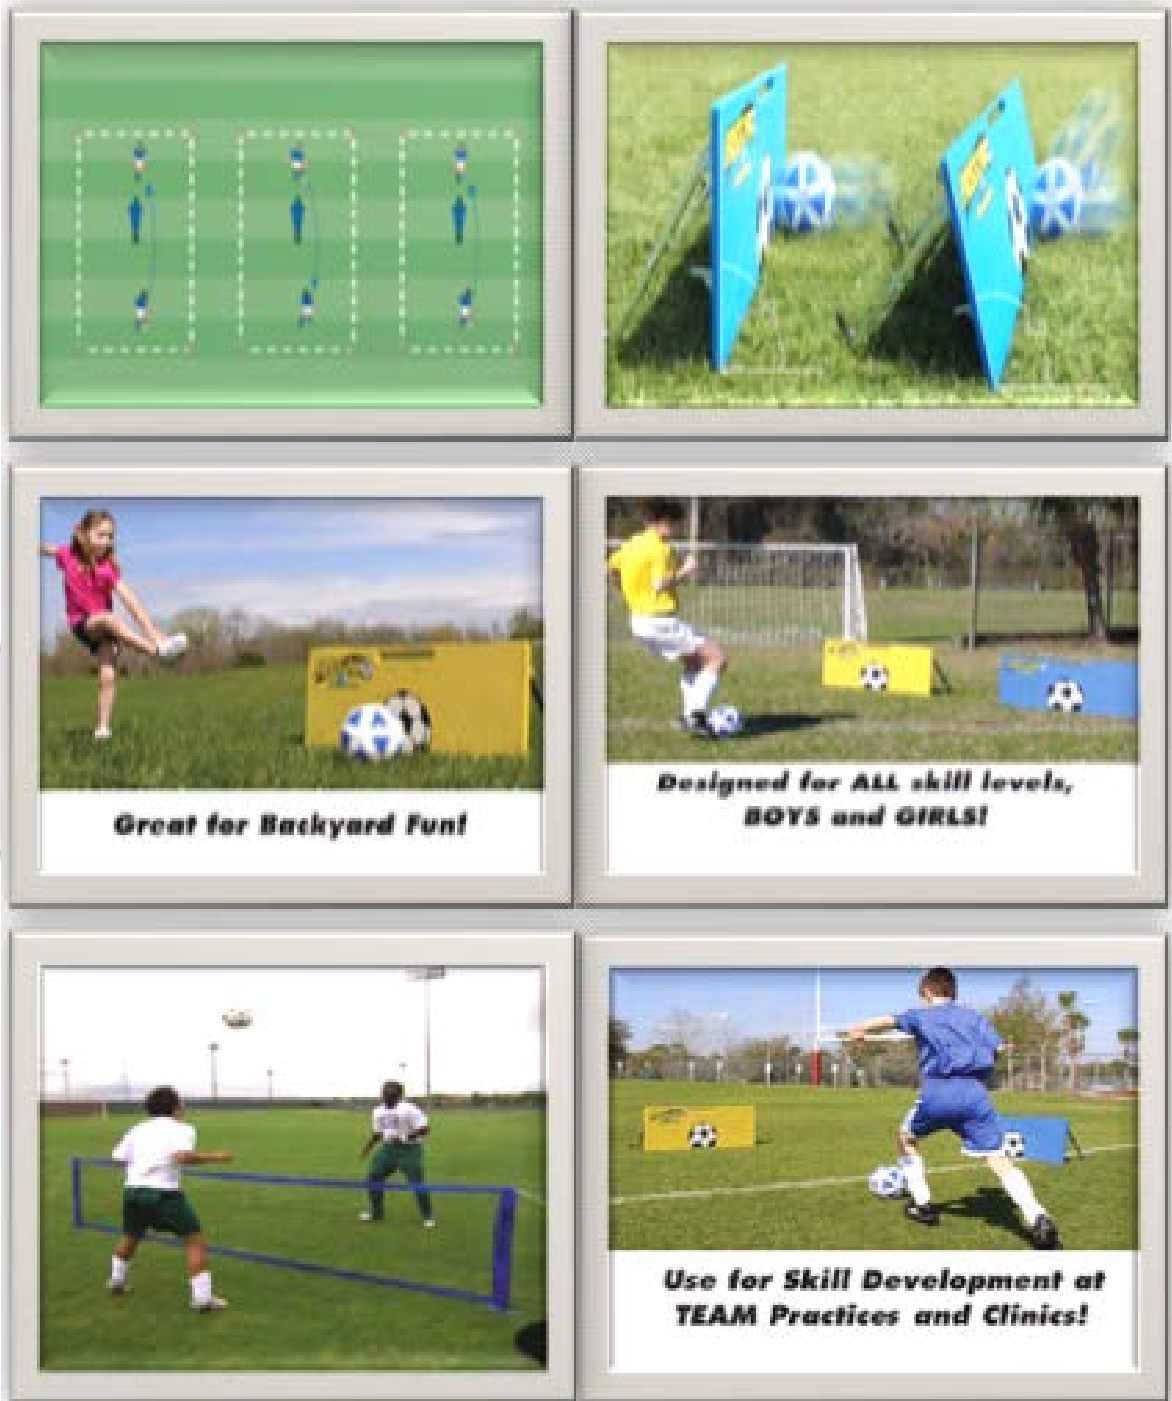 Great for Backyard Fun!
Designed for ALL skill levels,
BOYS and GIRLS!
Use for Skill Development at
TEAM Practices and Clinics!